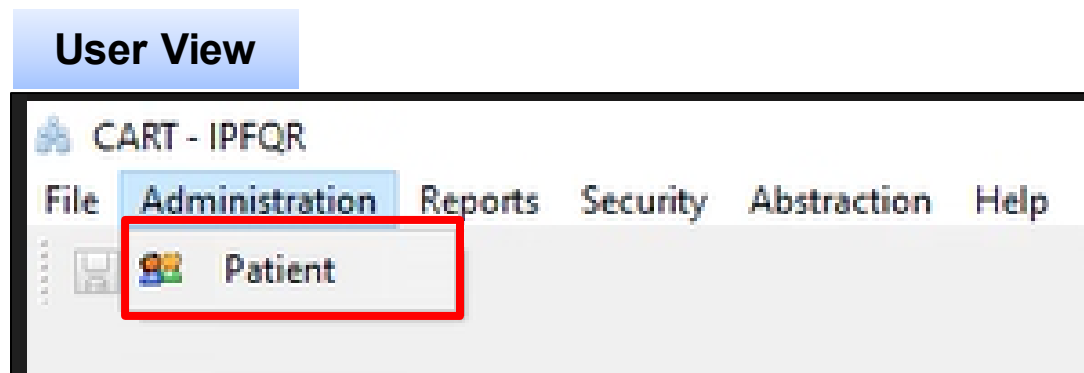 User View
CART - IPFQR
File Administration Reports Security Abstraction Help
Patient